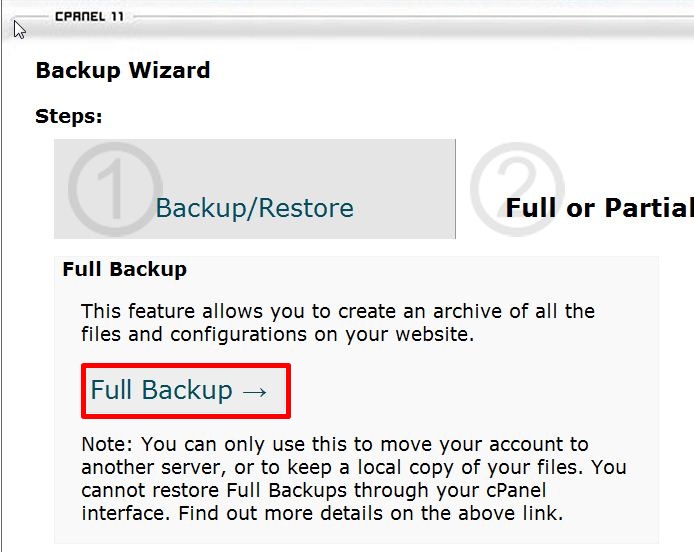 CPANEL 11
Backup Wizard
Steps:
1 Backup/Restore
2 Full or Partial
Full Backup
This feature allows you to create an archive of all the
files and configurations on your website.
Full Backup →
Note: You can only use this to move your account to
another server, or to keep a local copy of your files. You
cannot restore Full Backups through your cPanel
interface. Find out more details on the above link.